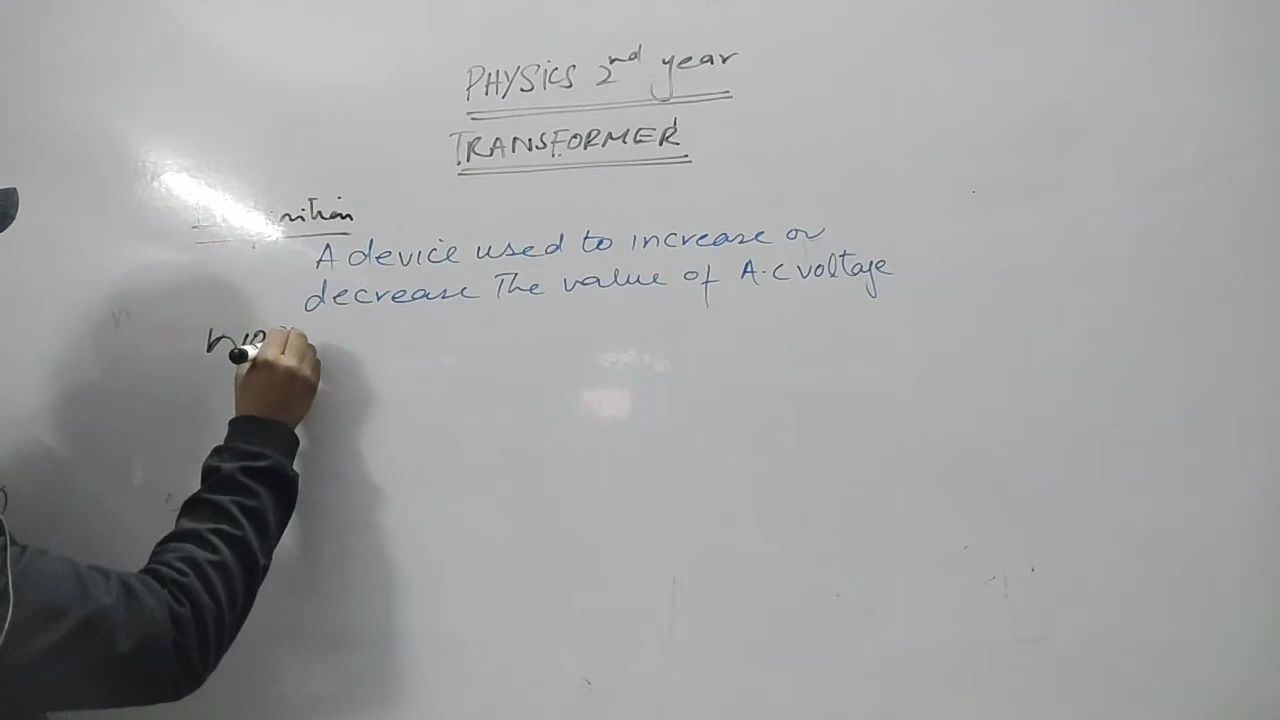 PHYSICS 2nd year
TRANSFORMER
A device used to increase or
decrease The value of A.C voltage